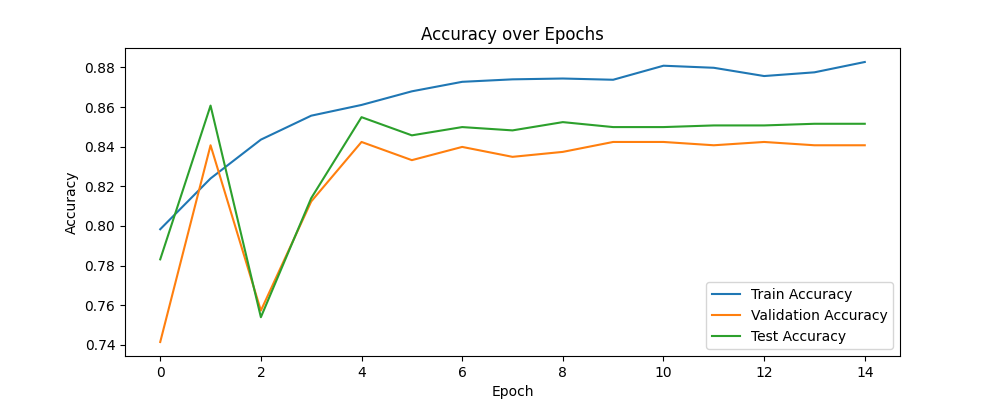 Accuracy over Epochs
Accuracy
0.88
0.86
0.84
0.82
0.80
0.78
0.76
0.74
0 2 4 6 8 10 12 14
Epoch
Train Accuracy
Validation Accuracy
Test Accuracy